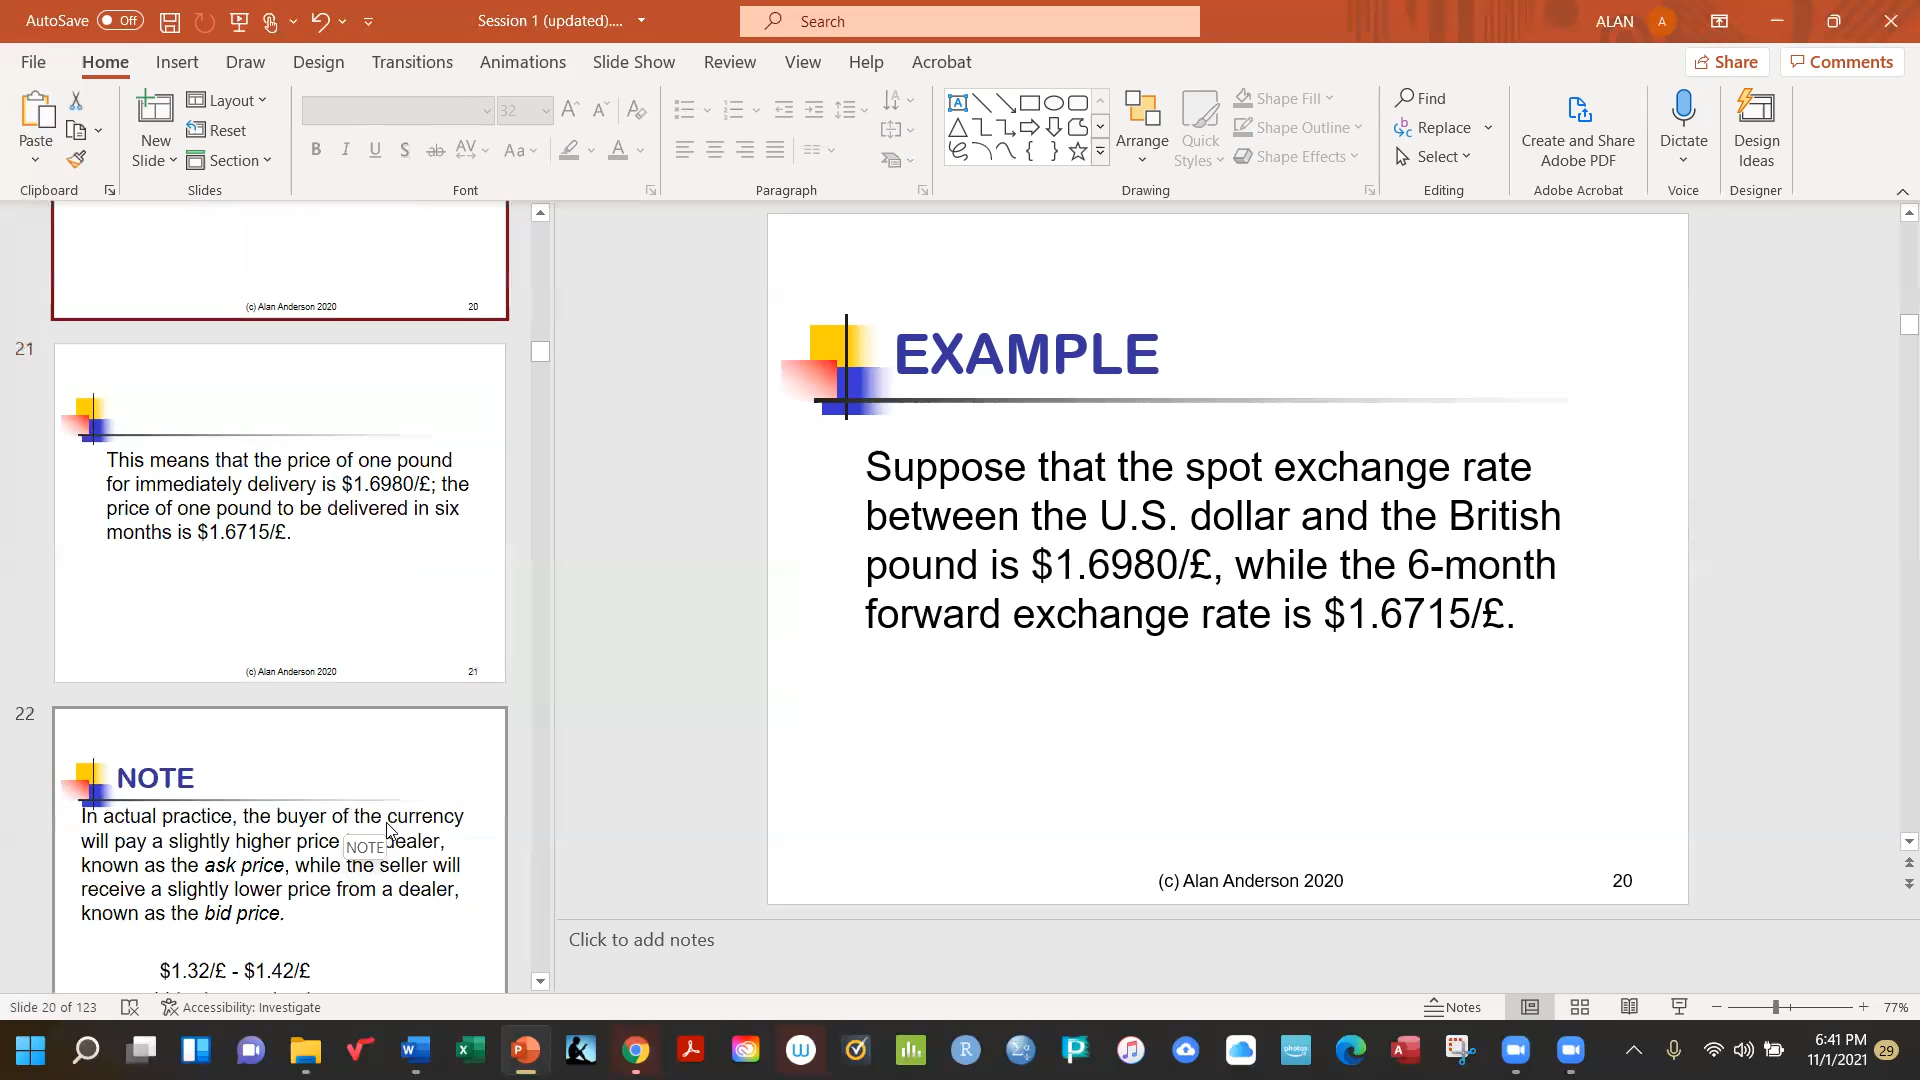 AutoSave Off
Session 1 (updated)....
Search
ALAN A
File Home Insert Draw Design Transitions Animations Slide Show Review View Help Acrobat
Share Comments
Paste
New Slide
Layout
Reset
Section
32
B I U S ab AV Aa A
Arrange
Quick Styles
Shape Fill
Shape Outline
Shape Effects
Find
Replace
Select
Create and Share Adobe PDF
Dictate
Design Ideas
Clipboard Slides Font Paragraph Drawing Editing Adobe Acrobat Voice Designer
(c) Alan Anderson 2020 20
21
This means that the price of one pound
for immediately delivery is $1.6980/£; the
price of one pound to be delivered in six
months is $1.6715/£.
(c) Alan Anderson 2020 21
22
NOTE
In actual practice, the buyer of the currency
will pay a slightly higher price dealer,
NOTE
known as the ask price, while the seller will
receive a slightly lower price from a dealer,
known as the bid price.
$1.32/£ - $1.42/£
EXAMPLE
Suppose that the spot exchange rate
between the U.S. dollar and the British
pound is $1.6980/£, while the 6-month
forward exchange rate is $1.6715/£.
(c) Alan Anderson 2020 20
Click to add notes
Slide 20 of 123 Accessibility: Investigate Notes 77%
6:41 PM
11/1/2021 29